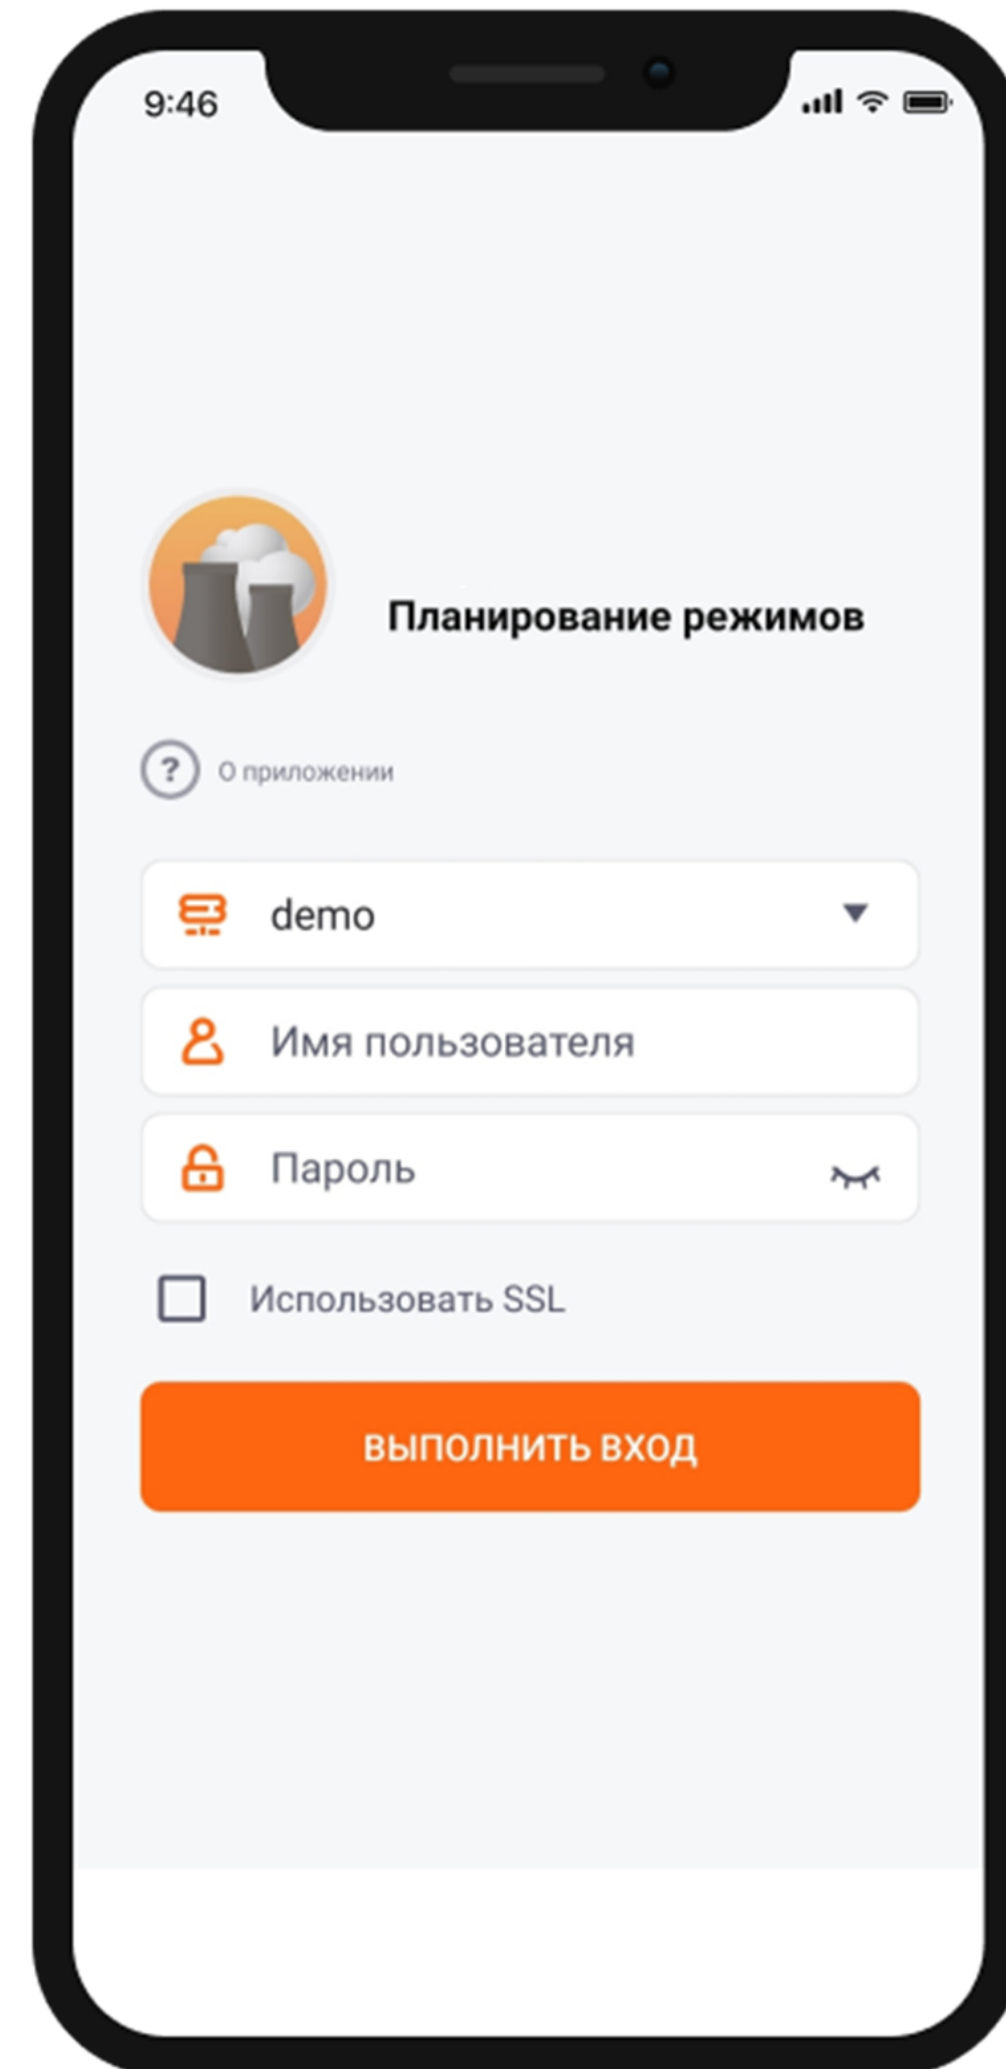 9:46
Планирование режимов
? О приложении
demo
Имя пользователя
Пароль
Использовать SSL
ВЫПОЛНИТЬ ВХОД